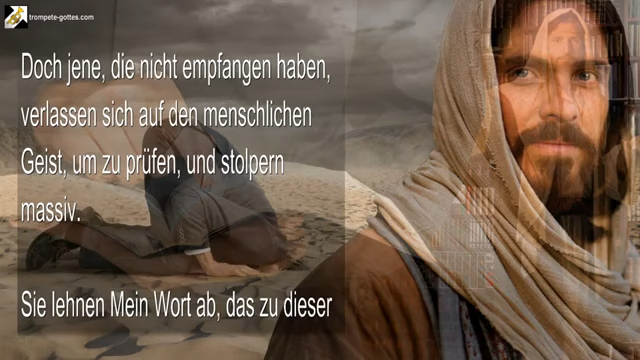 trompete-gottes.com
Doch jene, die nicht empfangen haben,
verlassen sich auf den menschlichen
Geist, um zu prüfen, und stolpern
massiv.
Sie lehnen Mein Wort ab, das zu dieser